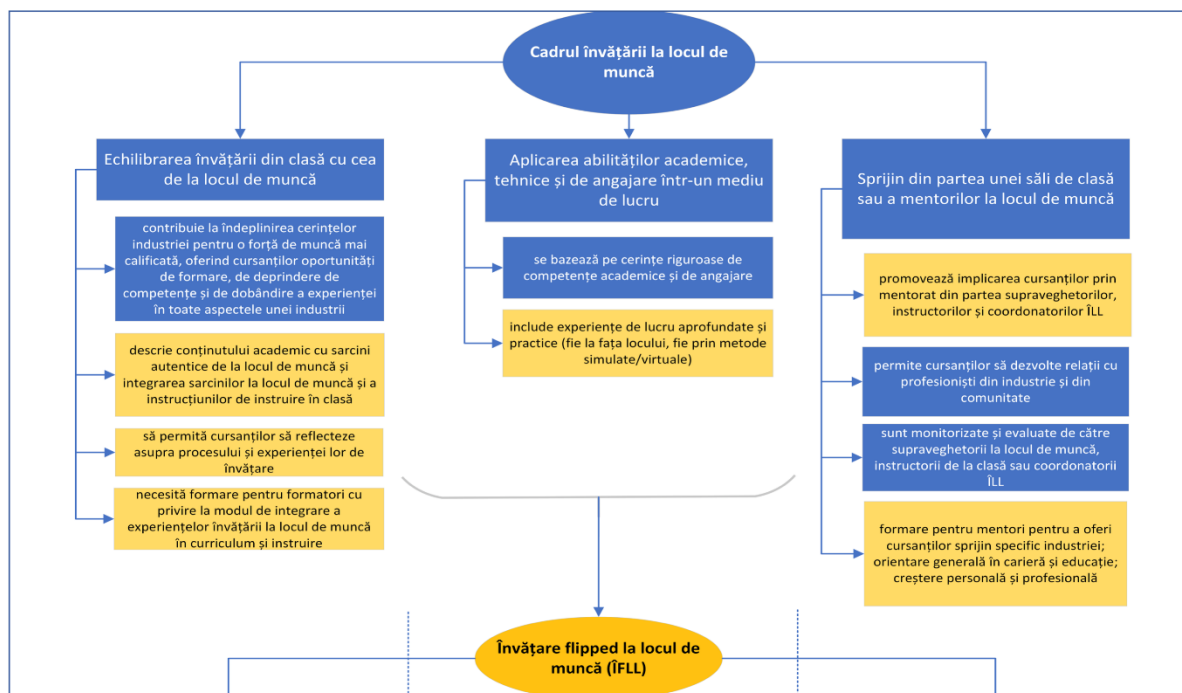 Cadrul învățării la locul de
muncă
Echilibrarea învățării din clasă cu cea
de la locul de muncă
contribuie la îndeplinirea cerințelor
industriei pentru o forță de muncă mai
calificată, oferind cursanților oportunități
de formare, de deprindere de
competențe și de dobândire a experienței
în toate aspectele unei industrii
descrie conținutului academic cu sarcini
autentice de la locul de muncă și
integrarea sarcinilor la locul de muncă și a
instrucțiunilor de instruire în clasă
să permită cursanților să reflecteze
asupra procesului și experienței lor de
învățare
necesită formare pentru formatori cu
privire la modul de integrare a
experiențelor învățării la locul de muncă
în curriculum și instruire
Aplicarea abilităților academice,
tehnice și de angajare într-un mediu
de lucru
se bazează pe cerințe riguroase de
competențe academice și de angajare
include experiențe de lucru aprofundate și
practice (fie la fața locului, fie prin metode
simulate/virtuale)
Sprijin din partea unei săli de clasă
sau a mentorilor la locul de muncă
promovează implicarea cursanților prin
mentorat din partea supraveghetorilor,
instructorilor și coordonatorilor ÎLL
permite cursanților să dezvolte relații cu
profesioniști din industrie și din
comunitate
sunt monitorizate și evaluate de către
supraveghetorii la locul de muncă,
instructorii de la clasă sau coordonatorii
ÎLL
formare pentru mentori pentru a oferi
cursanților sprijin specific industriei;
orientare generală în carieră și educație;
creștere personală și profesională
Învățare flipped la locul de
muncă (ÎFLL)